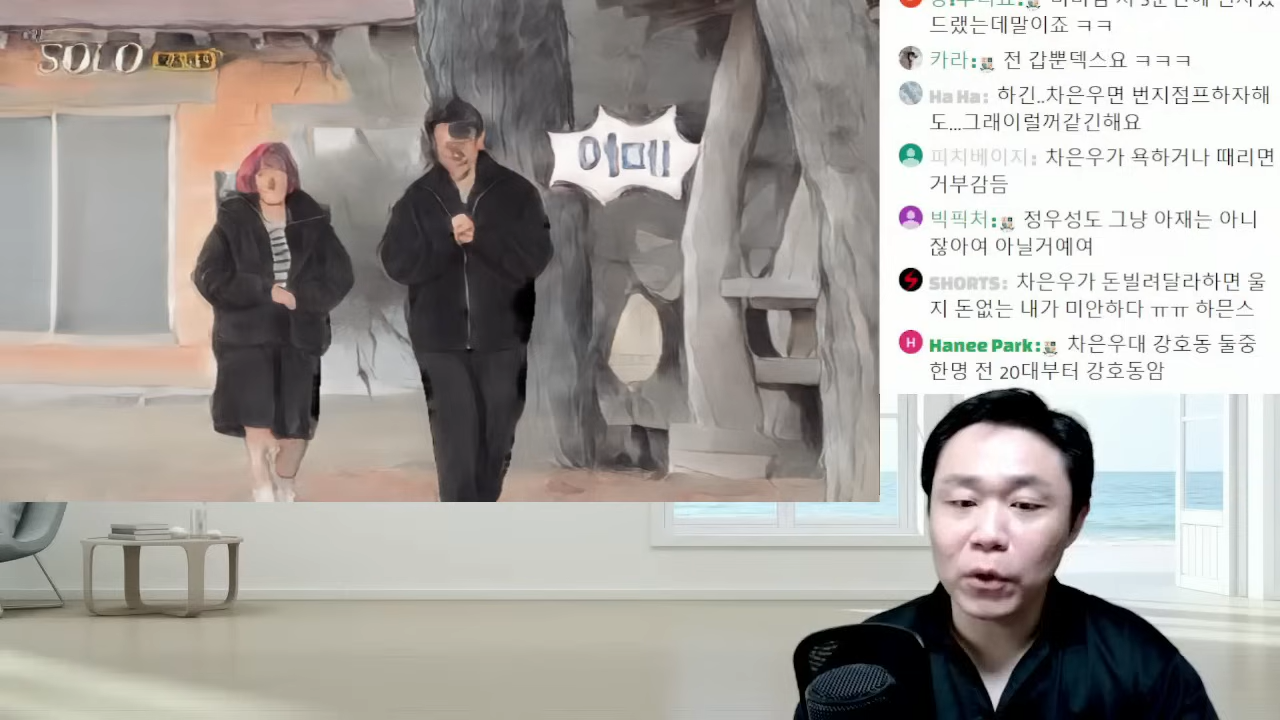 SOLO
어메!!
드랬는데말이죠 ㅋㅋ
카라: 전 갑뿐덱스요 ㅋㅋㅋ
Ha Ha: 하긴..차은우면 번지점프하자해
도...그래이럴꺼같긴해요
피치베이지: 차은우가 욕하거나 때리면
거부감듬
빅픽처: 정우성도 그냥 아재는 아니
잖아여 아닐거예여
SHORTS: 차은우가 돈빌려달라하면 울
지 돈없는 내가 미안하다 ㅠㅠ 하믄스
Hanee Park: 차은우대 강호동 둘중
한명 전 20대부터 강호동암